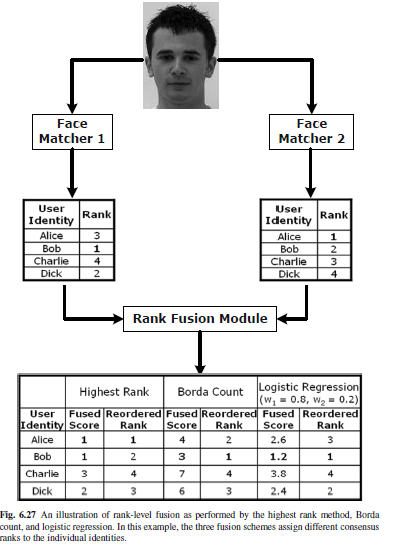 Face Matcher 1
Face Matcher 2
User Identity Rank
Alice 3
Bob 1
Charlie 4
Dick 2
User Identity Rank
Alice 1
Bob 2
Charlie 3
Dick 4
Rank Fusion Module
Highest Rank Borda Count Logistic Regression
(w1 = 0.8, w2 = 0.2)
User Fused Reordered Fused Reordered Fused Reordered
Identity Score Rank Score Rank Score Rank
Alice 1 1 4 2 2.6 3
Bob 1 2 3 1 1.2 1
Charlie 3 4 7 4 3.8 4
Dick 2 3 6 3 2.4 2
Fig. 6.27 An illustration of rank-level fusion as performed by the highest rank method, Borda
count, and logistic regression. In this example, the three fusion schemes assign different consensus
ranks to the individual identities.